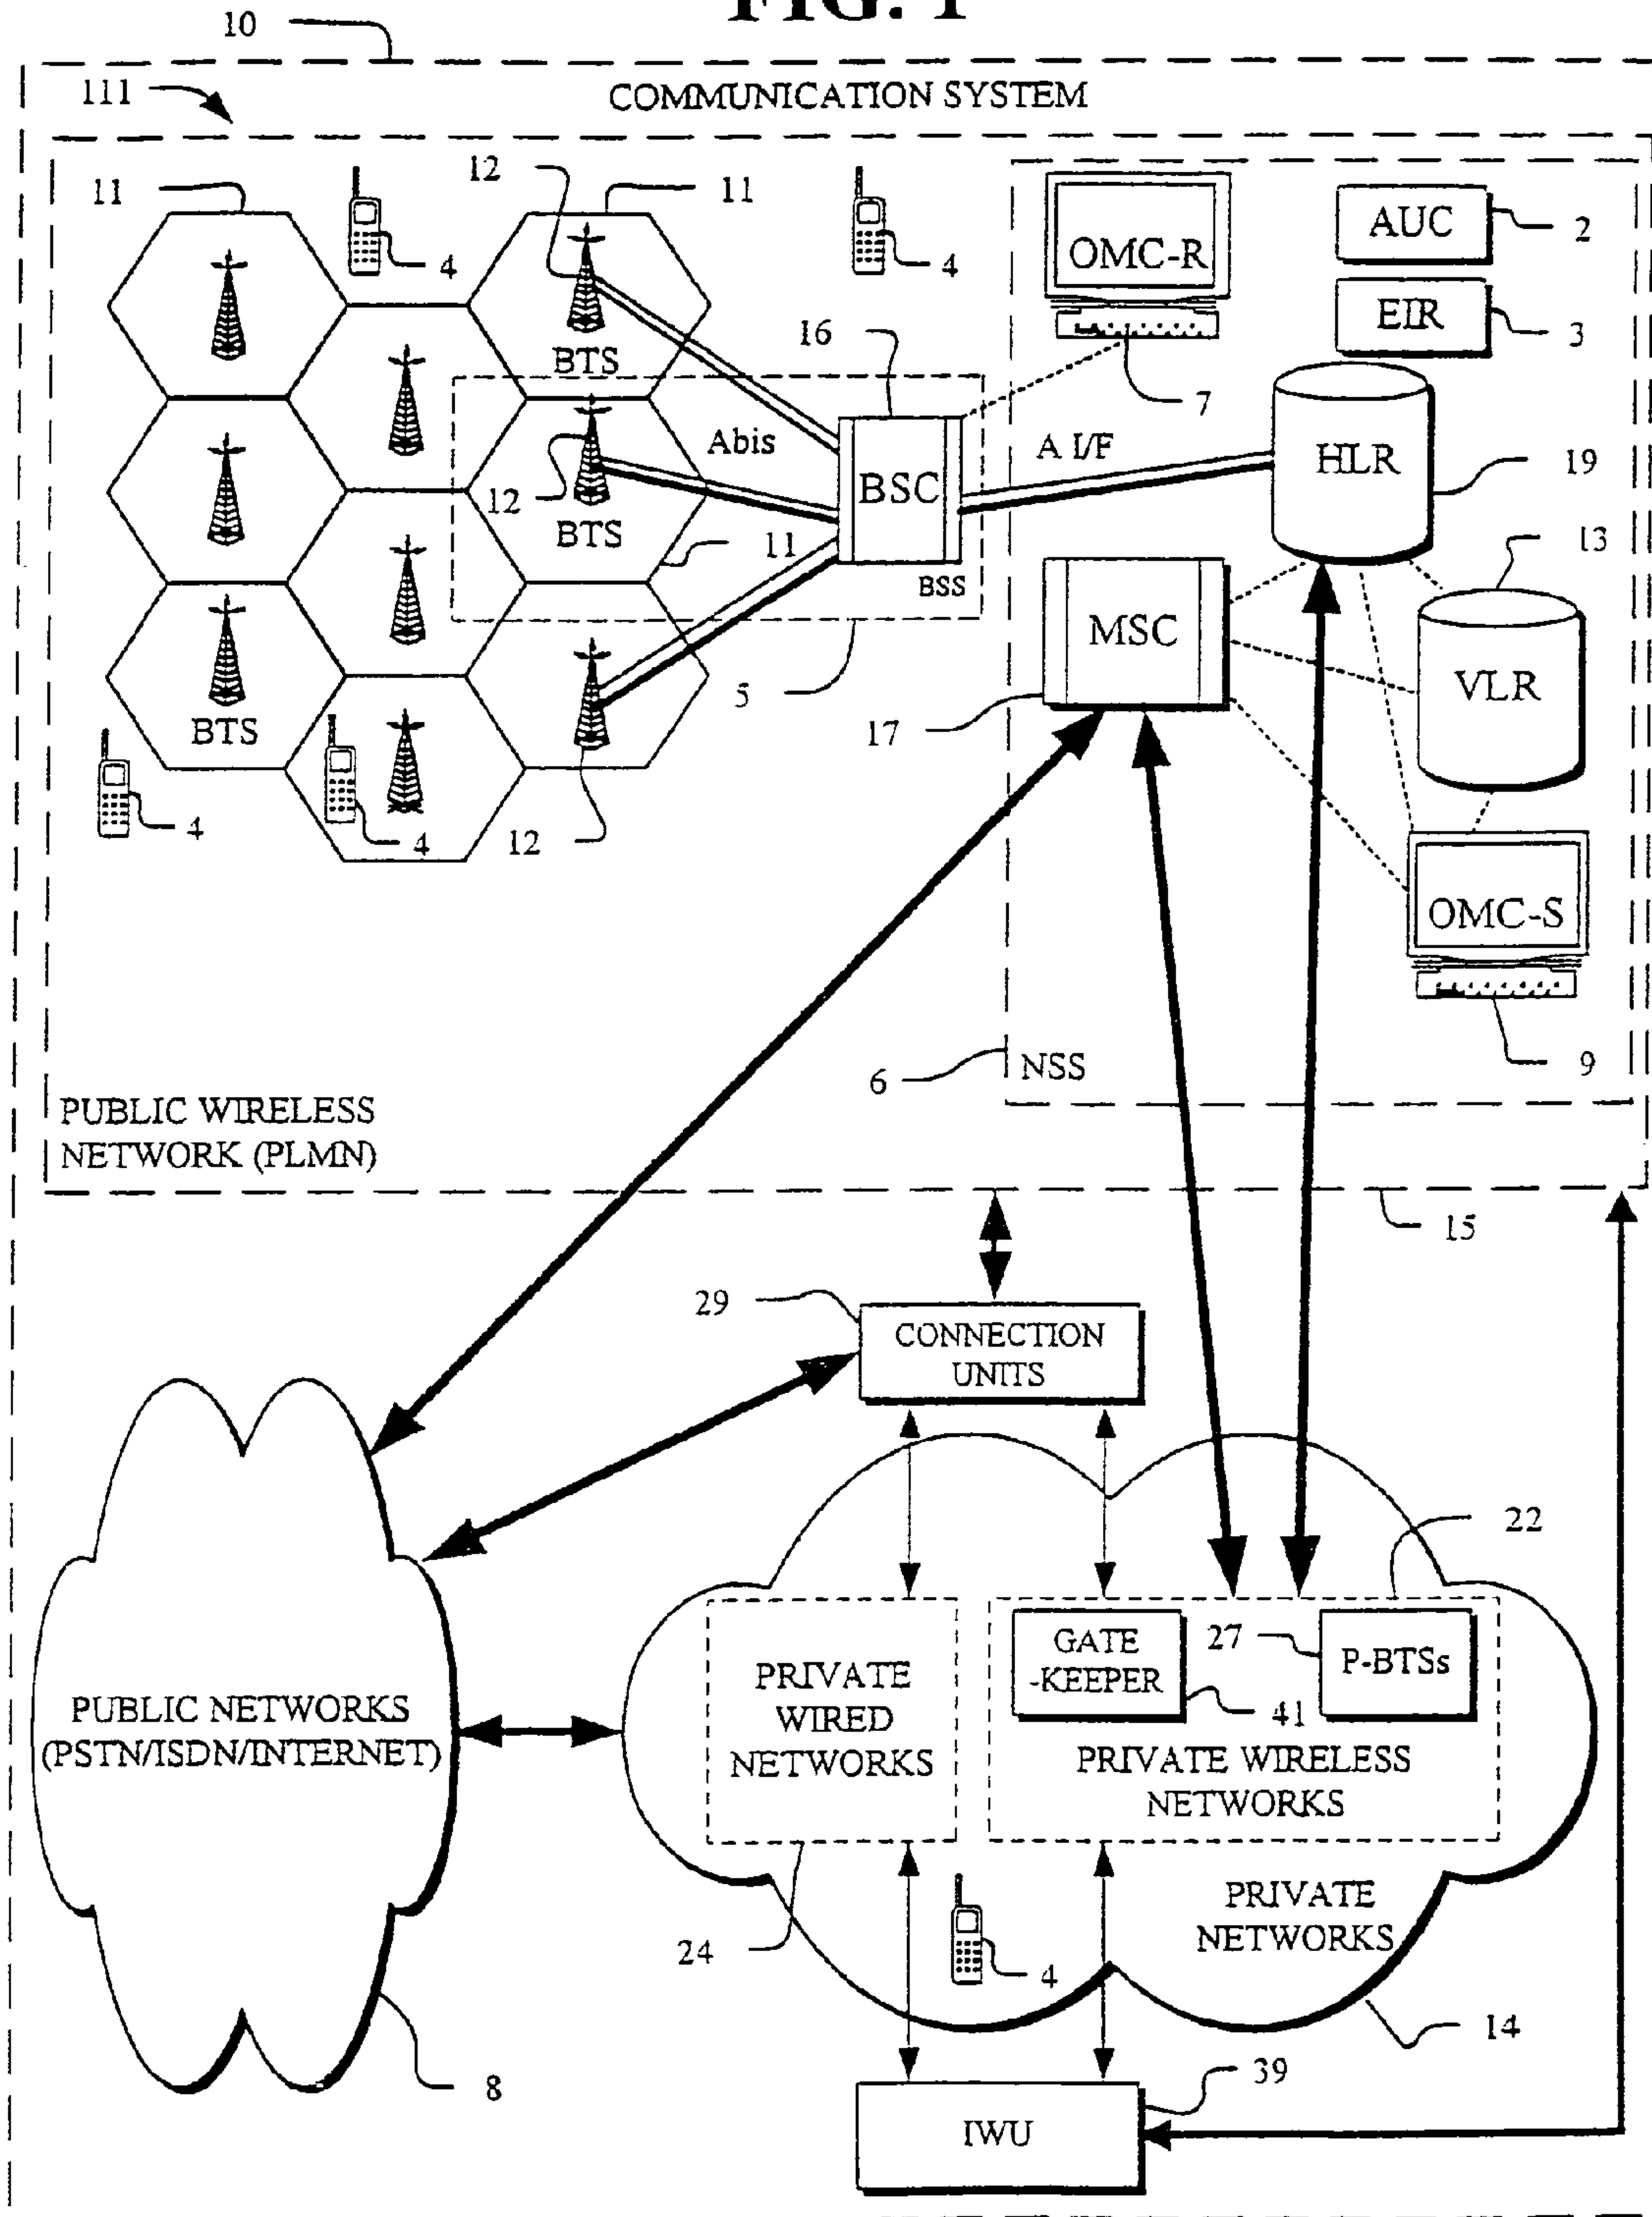 FIG. 1
10
111
COMMUNICATION SYSTEM
11
12
11
4
4
OMC-R
AUC
2
EIR
3
BTS
16
7
Abis
BSC
A I/F
HLR
19
12
BTS
11
BSS
13
MSC
VLR
5
17
BTS
4
4
12
OMC-S
9
6
NSS
PUBLIC WIRELESS
NETWORK (PLMN)
15
29
CONNECTION
UNITS
22
GATE
-KEEPER
27
P-BTSs
41
PRIVATE
WIRED
NETWORKS
PRIVATE WIRELESS
NETWORKS
PUBLIC NETWORKS
(PSTN/ISDN/INTERNET)
PRIVATE
NETWORKS
24
4
14
8
39
IWU